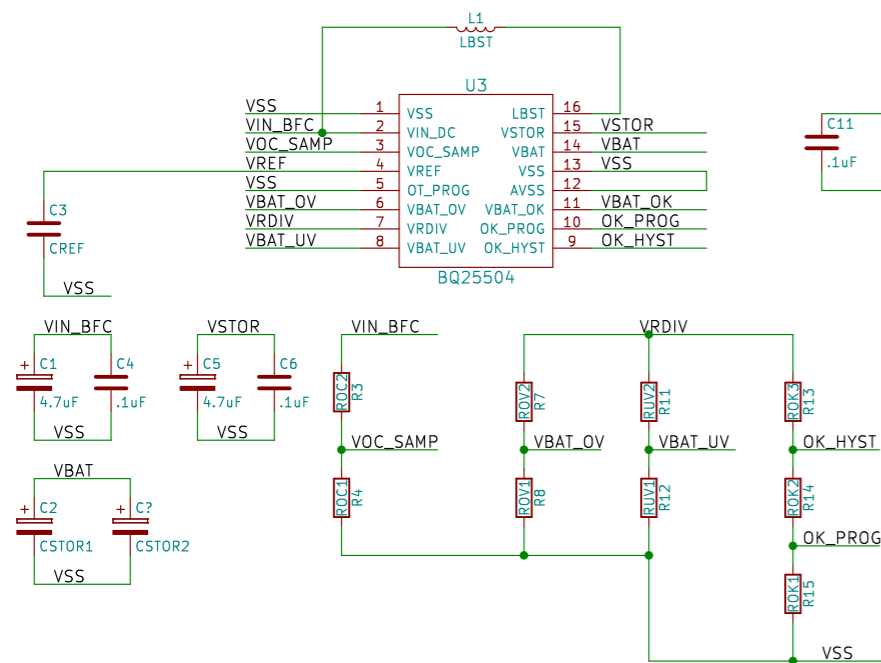 L1
LBST
U3
VSS 1 VSS LBST 16
VIN_BFC 2 VIN_DC VSTOR 15 VSTOR
VOC_SAMP 3 VOC_SAMP VBAT 14 VBAT
VREF 4 VREF VSS 13 VSS
VSS 5 OT_PROG AVSS 12
VBAT_OV 6 VBAT_OV VBAT_OK 11 VBAT_OK
VRDIV 7 VRDIV OK_PROG 10 OK_PROG
VBAT_UV 8 VBAT_UV OK_HYST 9 OK_HYST
BQ25504
C11
.1uF
C3
CREF
VSS
VIN_BFC
+ C1
4.7uF
C4
.1uF
VSS
VSTOR
+ C5
4.7uF
C6
.1uF
VSS
VBAT
+ C2
CSTOR1
+ C?
CSTOR2
VSS
VIN_BFC
ROC2
R3
VOC_SAMP
ROC1
R4
VRDIV
ROV2
R7
VBAT_OV
ROV1
R8
RUV2
R11
VBAT_UV
RUV1
R12
ROK3
R13
OK_HYST
ROK2
R14
OK_PROG
ROK1
R15
VSS